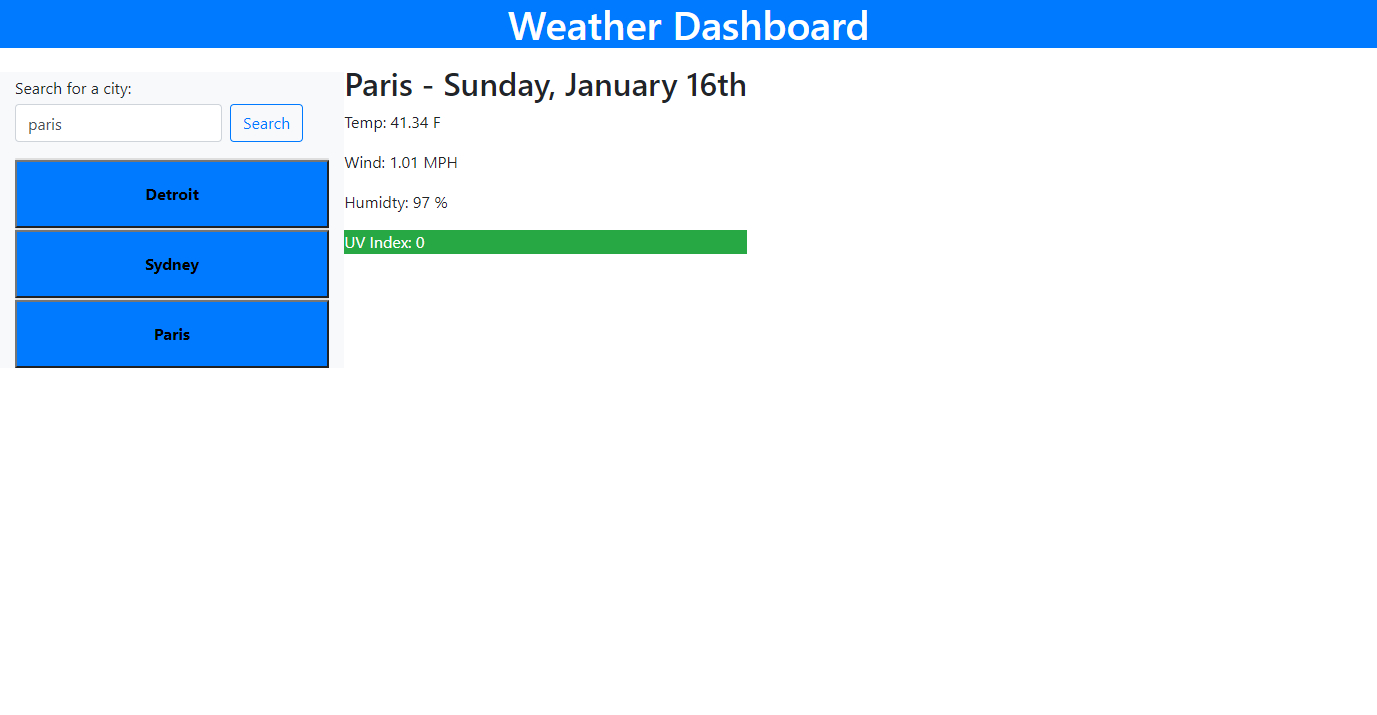 Weather Dashboard
Search for a city:
paris
Search
Detroit
Sydney
Paris
Paris - Sunday, January 16th
Temp: 41.34 F
Wind: 1.01 MPH
Humidty: 97 %
UV Index: 0